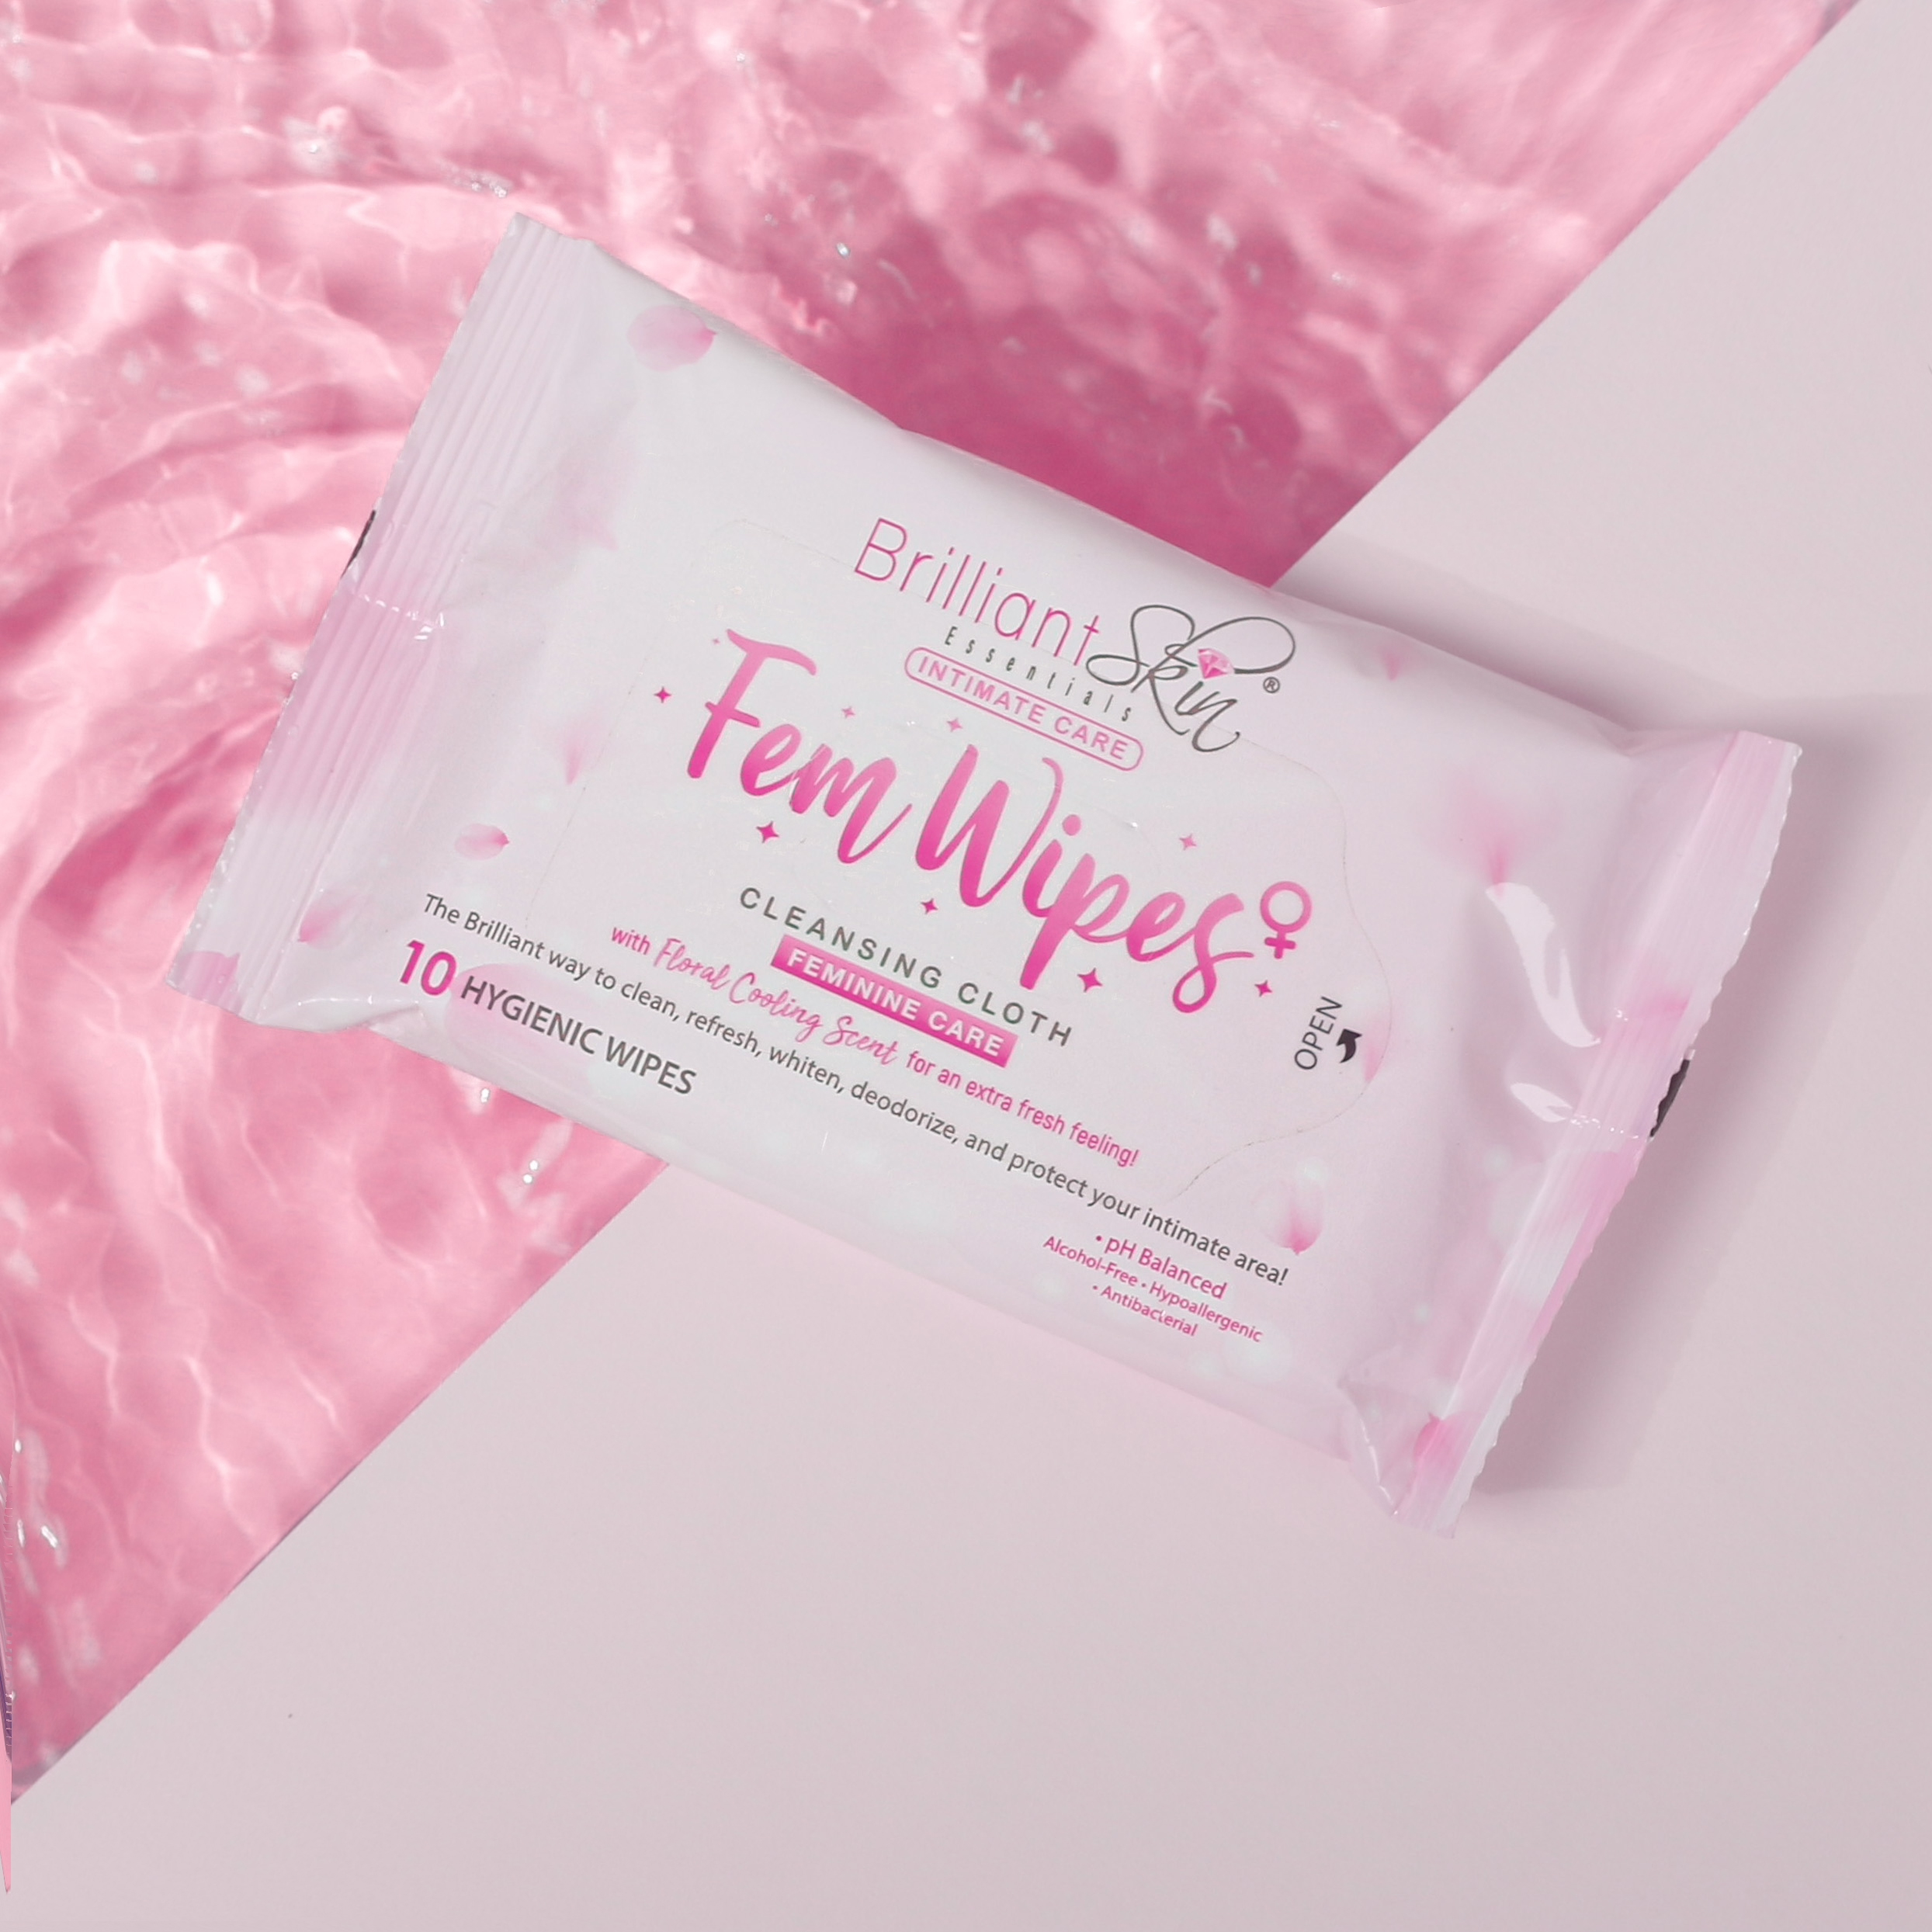 Brilliant Skin®
Essentials
INTIMATE CARE
Fem Wipes
CLEANSING CLOTH
FEMININE CARE
with Floral Cooling Scent for an extra fresh feeling!
The Brilliant way to clean, refresh, whiten, deodorize, and protect your intimate area!
10 HYGIENIC WIPES
OPEN
• pH Balanced
Alcohol-Free • Hypoallergenic
• Antibacterial